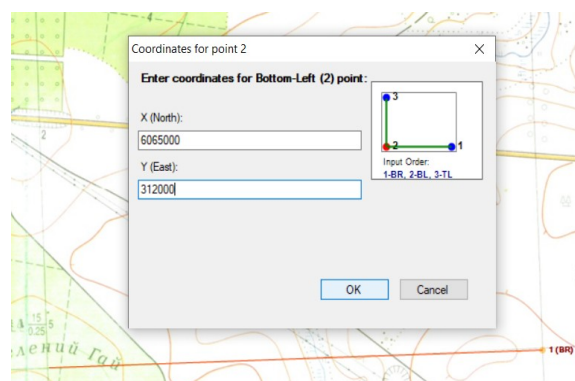 Coordinates for point 2
Enter coordinates for Bottom-Left (2) point:
X (North):
6065000
Y (East):
312000
3
2
1
Input Order:
1-BR, 2-BL, 3-TL
OK
Cancel
2
15
0.25
5
лений Гай
1 (BR)